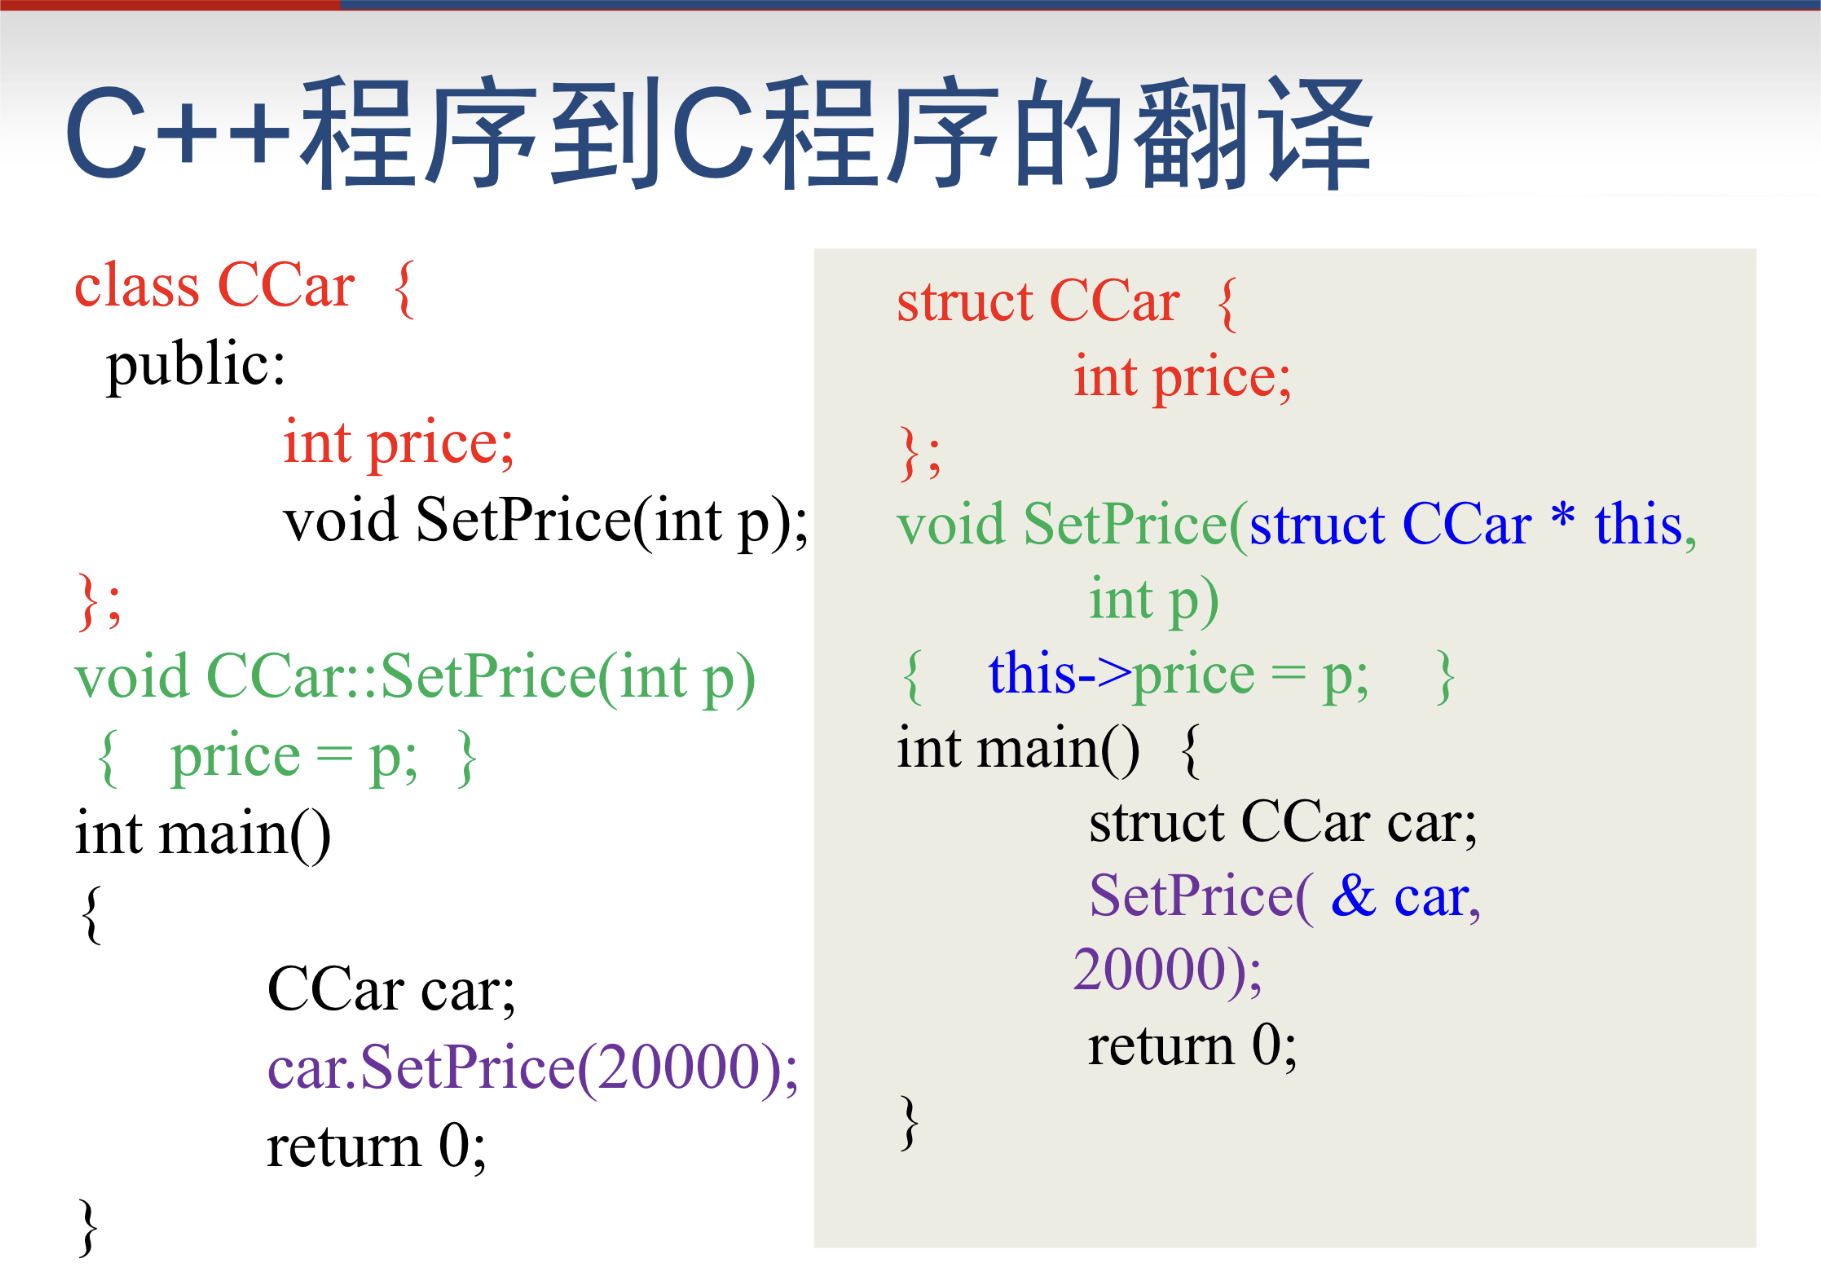 C++程序到C程序的翻译
class CCar {
public:
int price;
void SetPrice(int p);
};
void CCar::SetPrice(int p)
{ price = p; }
int main()
{
CCar car;
car.SetPrice(20000);
return 0;
}
struct CCar {
int price;
};
void SetPrice(struct CCar * this,
int p)
{ this->price = p; }
int main() {
struct CCar car;
SetPrice( & car,
20000);
return 0;
}